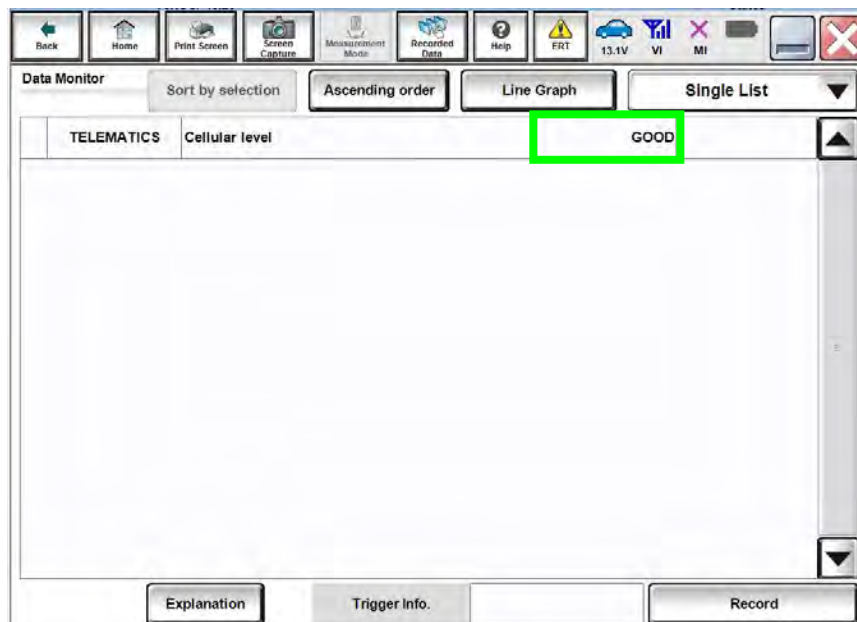 Back Home Print Screen Screen Capture Measurement Mode Recorded Data Help ERT 13.1V VI MI
Data Monitor
Sort by selection Ascending order Line Graph Single List
TELEMATICS Cellular level GOOD
Explanation Trigger Info. Record